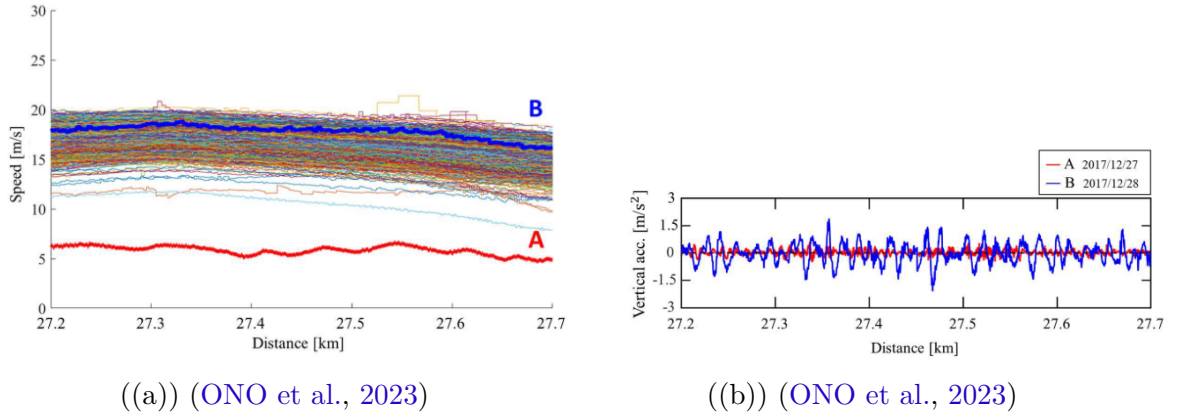 30
25
20
15
10
5
0
Speed [m/s]
B
A
27.2 27.3 27.4 27.5 27.6 27.7
Distance [km]
((a)) (ONO et al., 2023)
A 2017/12/27
B 2017/12/28
3
1.5
0
-1.5
-3
Vertical acc. [m/s²]
27.2 27.3 27.4 27.5 27.6 27.7
Distance [km]
((b)) (ONO et al., 2023)